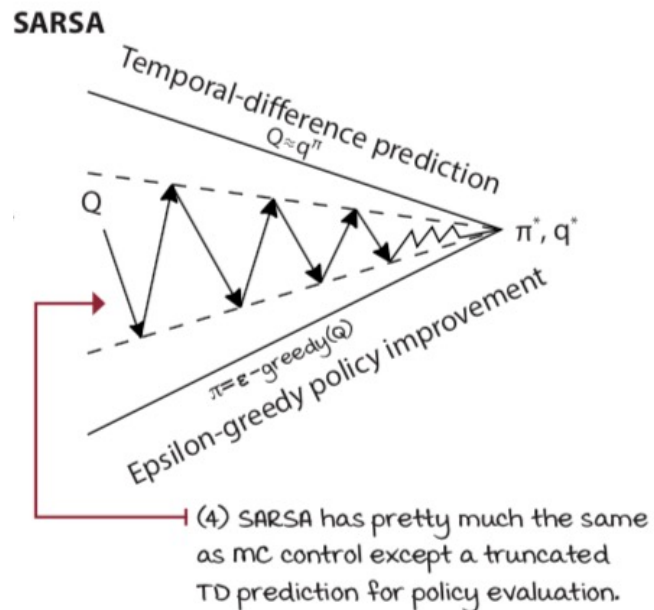 SARSA
Temporal-difference prediction
Q≈qπ
Q
π*, q*
π=ε-greedy(Q)
Epsilon-greedy policy improvement
(4) SARSA has pretty much the same
as MC control except a truncated
TD prediction for policy evaluation.